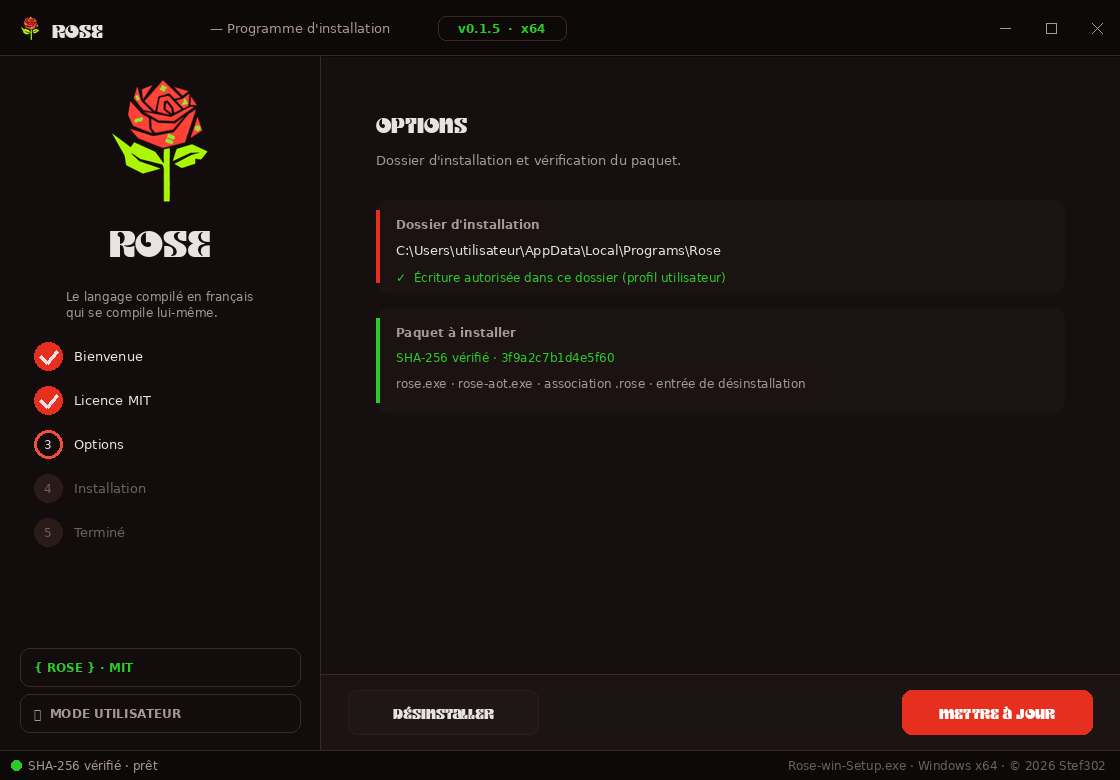 ROSE — Programme d'installation v0.1.5 · x64
ROSE
Le langage compilé en français
qui se compile lui-même.
Bienvenue
Licence MIT
3 Options
4 Installation
5 Terminé
{ ROSE } · MIT
MODE UTILISATEUR
OPTIONS
Dossier d'installation et vérification du paquet.
Dossier d'installation
C:\Users\utilisateur\AppData\Local\Programs\Rose
✓ Écriture autorisée dans ce dossier (profil utilisateur)
Paquet à installer
SHA-256 vérifié · 3f9a2c7b1d4e5f60
rose.exe · rose-aot.exe · association .rose · entrée de désinstallation
DÉSINSTALLER
METTRE À JOUR
SHA-256 vérifié · prêt
Rose-win-Setup.exe · Windows x64 · © 2026 Stef302